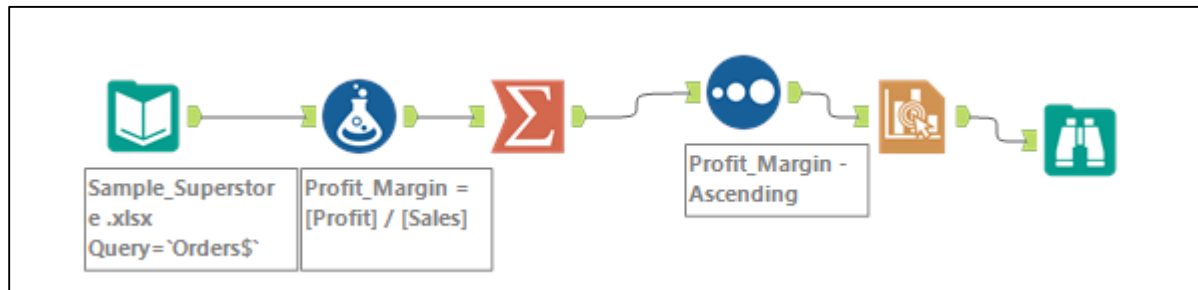 Sample_Superstor
e .xlsx
Query=`Orders$`
Profit_Margin =
[Profit] / [Sales]
Profit_Margin -
Ascending